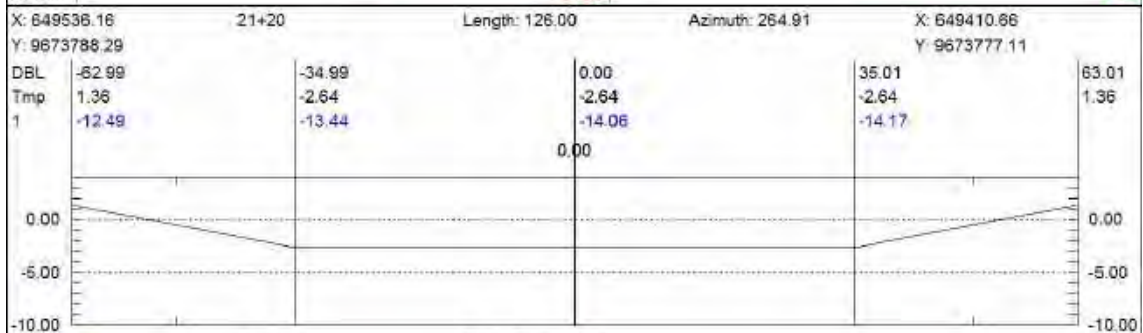 X: 649536.16 21+20 Length: 126.00 Azimuth: 264.91 X: 649410.66
Y: 9673788.29 Y: 9673777.11
DBL -62.99 -34.99 0.00 35.01 63.01
Tmp 1.36 -2.64 -2.64 -2.64 1.36
1 -12.49 -13.44 -14.06 -14.17
0.00
0.00 0.00
-5.00 -5.00
-10.00 -10.00